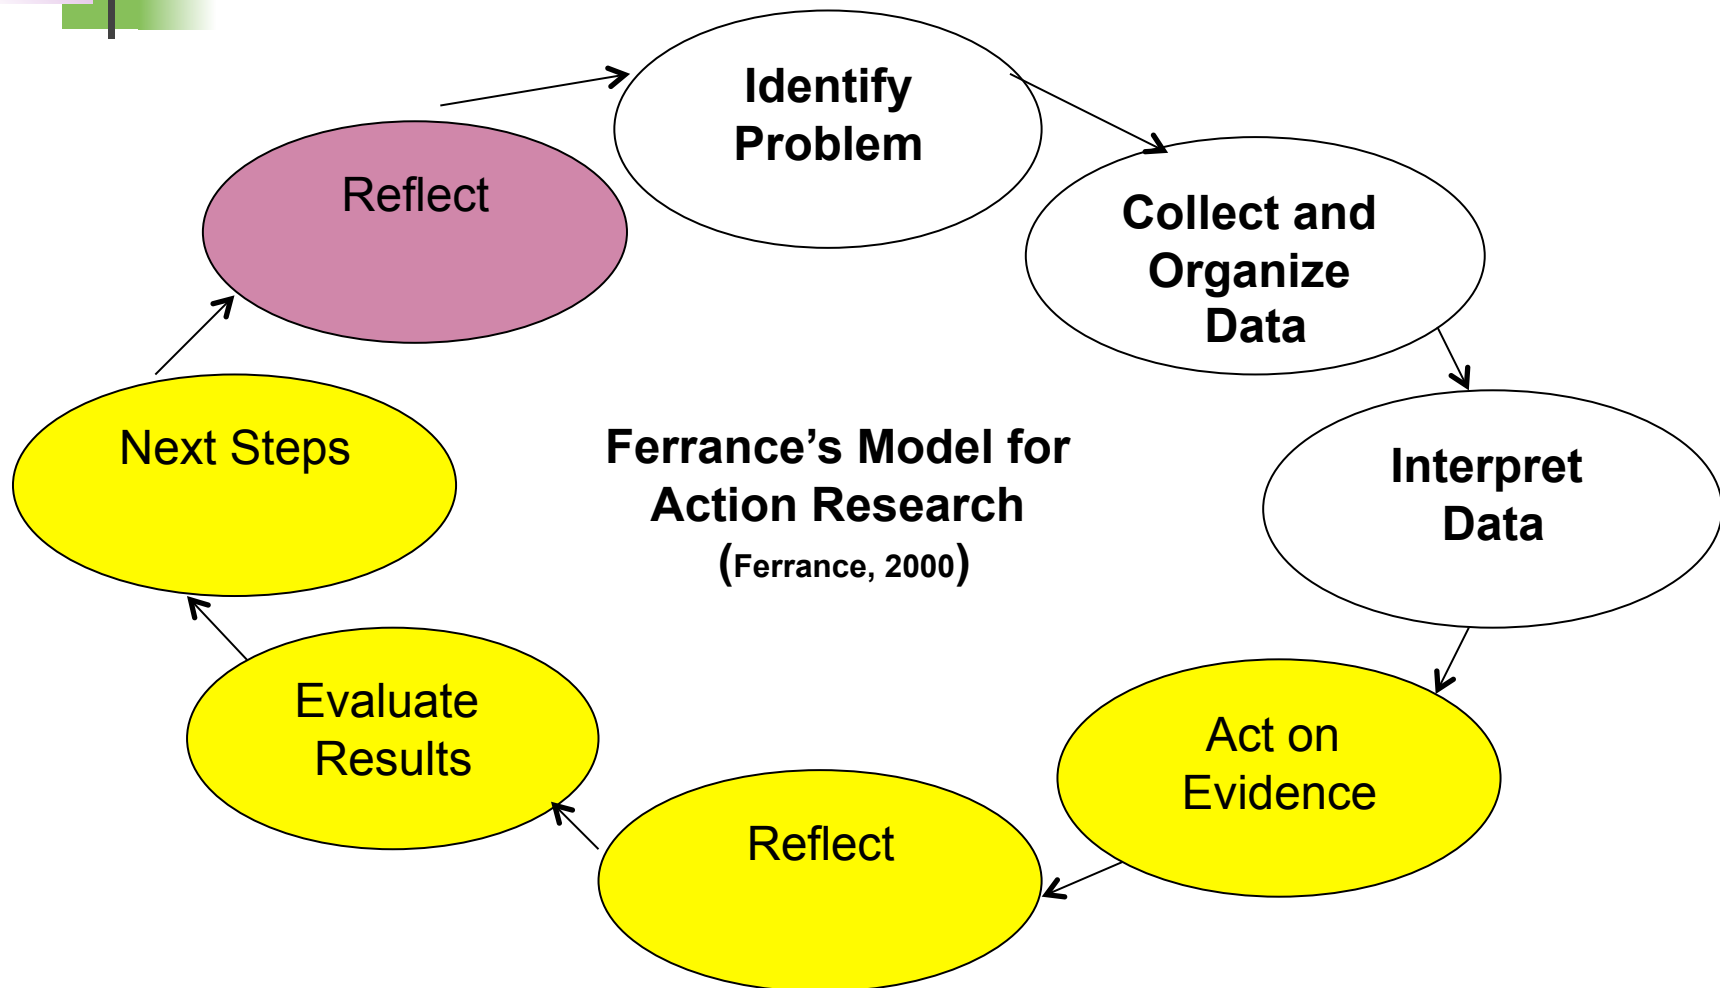 Identify
Problem
Collect and
Organize
Data
Interpret
Data
Act on
Evidence
Reflect
Evaluate
Results
Next Steps
Reflect
Ferrance’s Model for
Action Research
(Ferrance, 2000)